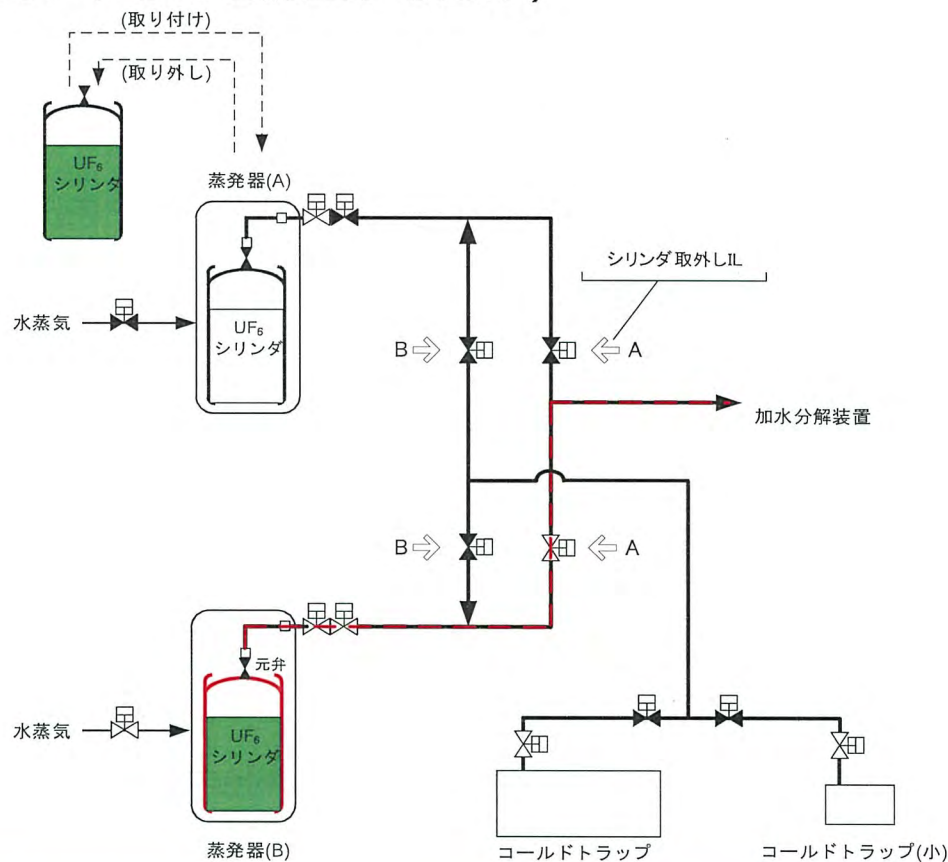 (取り付け)
(取り外し)
UF₆
シリンダ
蒸発器(A)
水蒸気
UF₆
シリンダ
シリンダ取外しIL
B
A
加水分解装置
B
A
元弁
水蒸気
UF₆
シリンダ
蒸発器(B)
コールドトラップ
コールドトラップ(小)